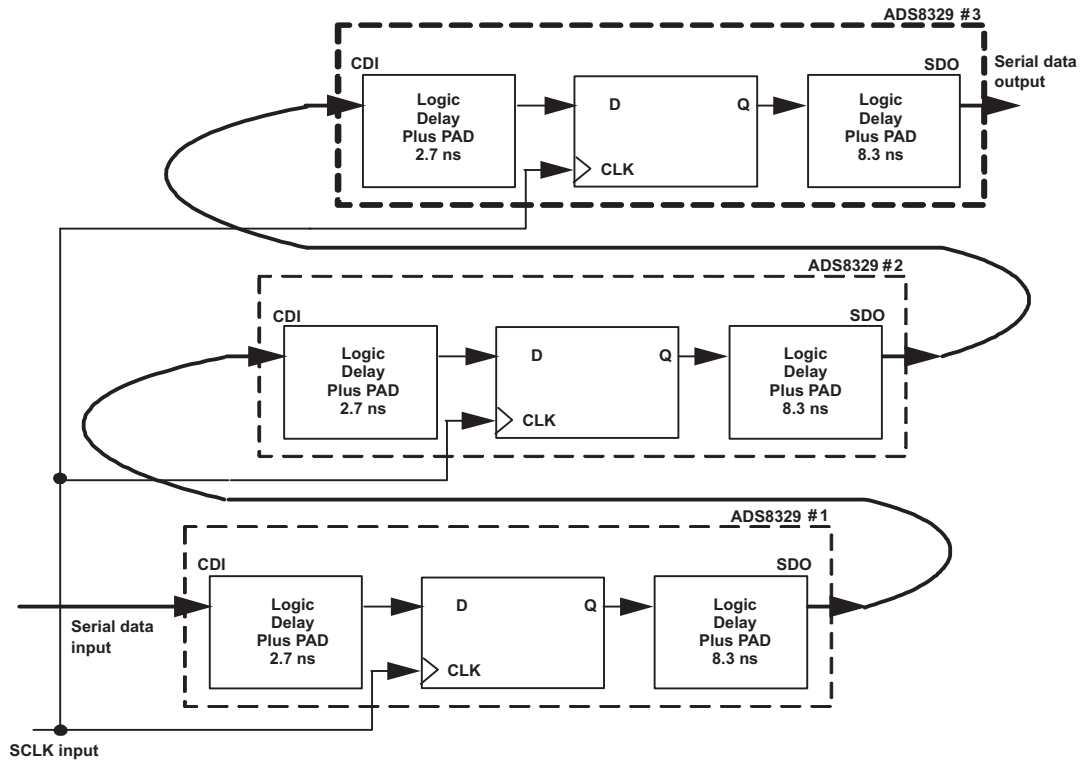 ADS8329 #3
CDI
SDO
Serial data
output
Logic
Delay
Plus PAD
2.7 ns
D
Q
CLK
Logic
Delay
Plus PAD
8.3 ns
ADS8329 #2
CDI
SDO
Logic
Delay
Plus PAD
2.7 ns
D
Q
CLK
Logic
Delay
Plus PAD
8.3 ns
ADS8329 #1
CDI
SDO
Logic
Delay
Plus PAD
2.7 ns
D
Q
CLK
Logic
Delay
Plus PAD
8.3 ns
Serial data
input
SCLK input